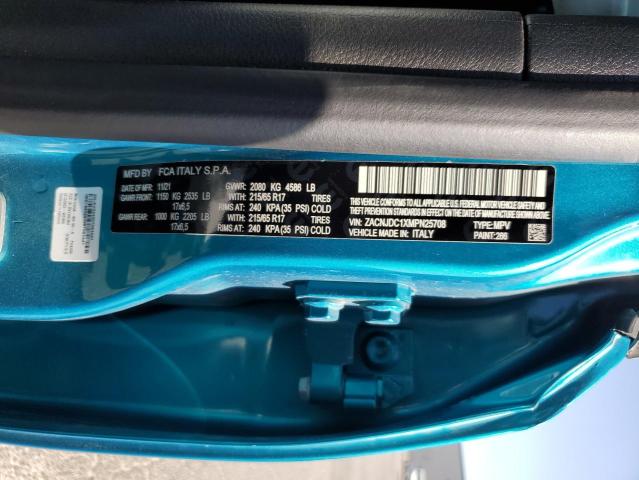 MFD BY FCA ITALY S.P.A.
DATE: 11/21 GVWR: 2080 KG 4586 LB
GAWR FRONT: 1150 KG 2535 LB WITH: 215/65 R17 TIRES
17x6,5 RIMS AT: 240 KPA(35 PSI) COLD
GAWR REAR: 1000 KG 2205 LB WITH: 215/65 R17 TIRES
17x6,5 RIMS AT: 240 KPA(35 PSI) COLD
THIS VEHICLE CONFORMS TO ALL APPLICABLE
FEDERAL MOTOR VEHICLE SAFETY, BUMPER, AND
THEFT PREVENTION STANDARDS IN EFFECT ON
THE DATE OF MANUFACTURE SHOWN ABOVE.
VIN: ZACNJDC1XMPN25708 TYPE: MPV
VEHICLE MADE IN: ITALY PAINT: 266